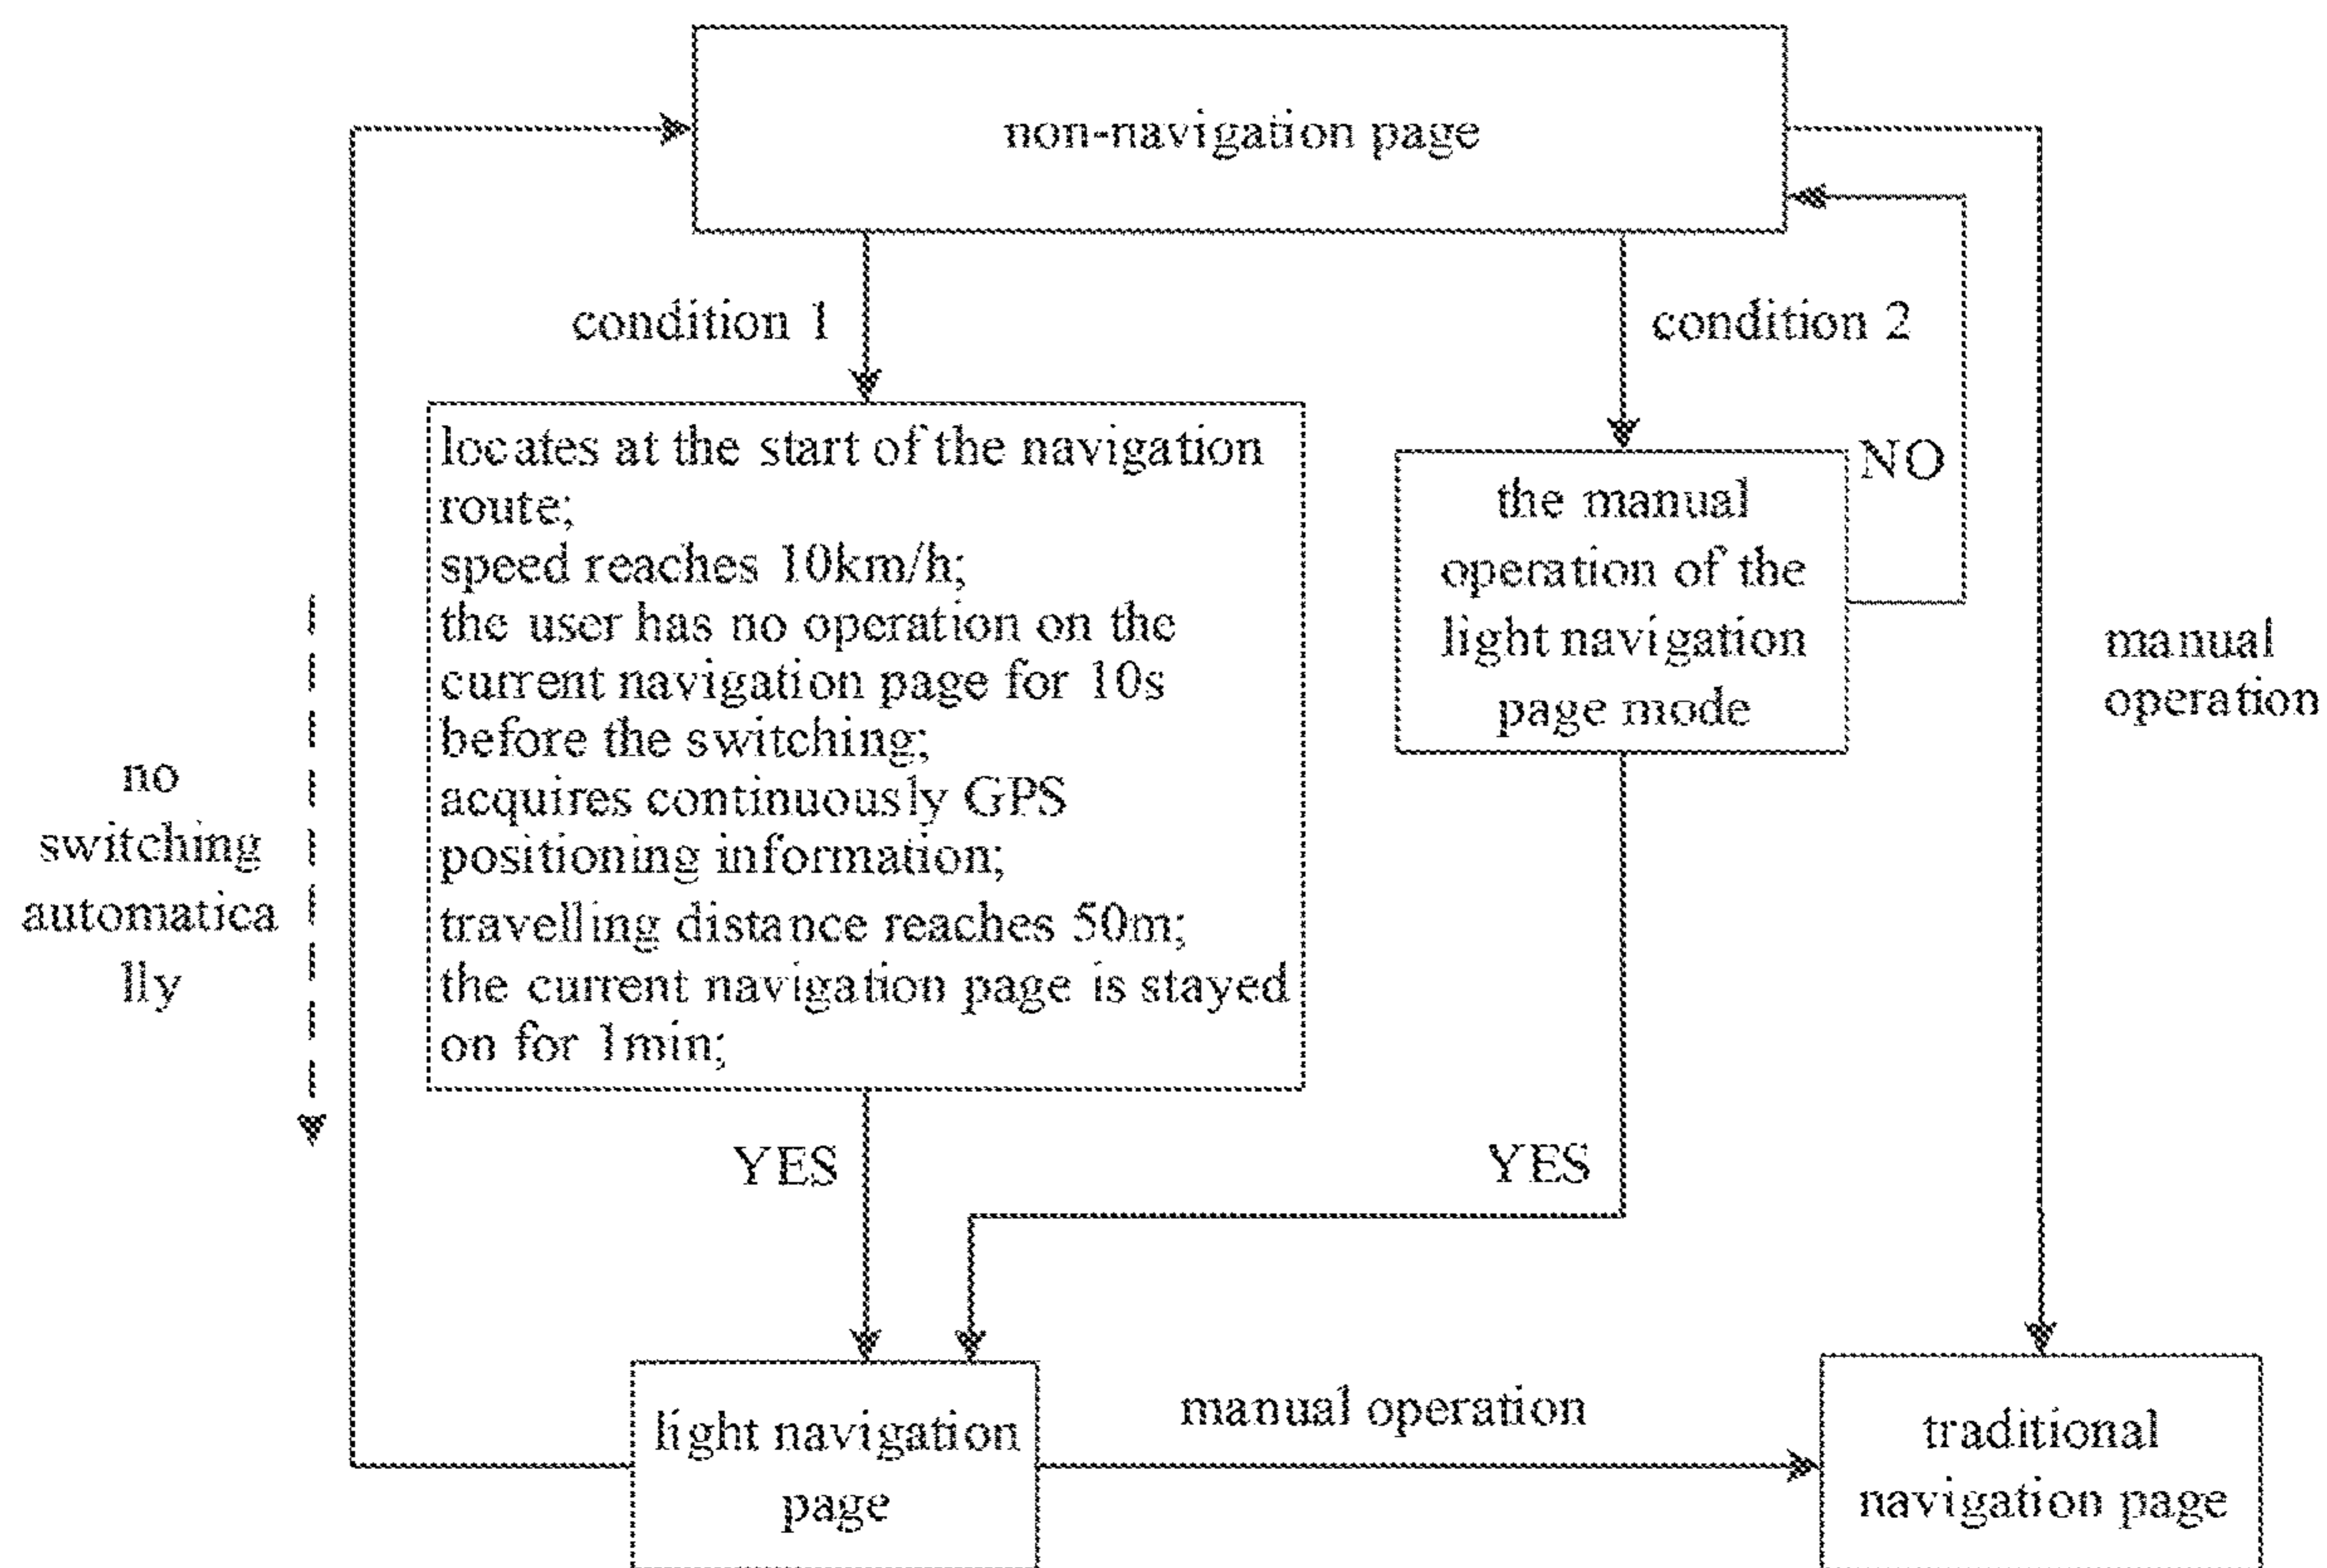 non-navigation page
condition 1
condition 2
locates at the start of the navigation
route;
speed reaches 10km/h;
the user has no operation on the
current navigation page for 10s
before the switching;
acquires continuously GPS
positioning information;
travelling distance reaches 50m;
the current navigation page is stayed
on for 1min;
NO
the manual
operation of the
light navigation
page mode
manual
operation
no
switching
automatica
lly
YES
YES
light navigation
page
manual operation
traditional
navigation page